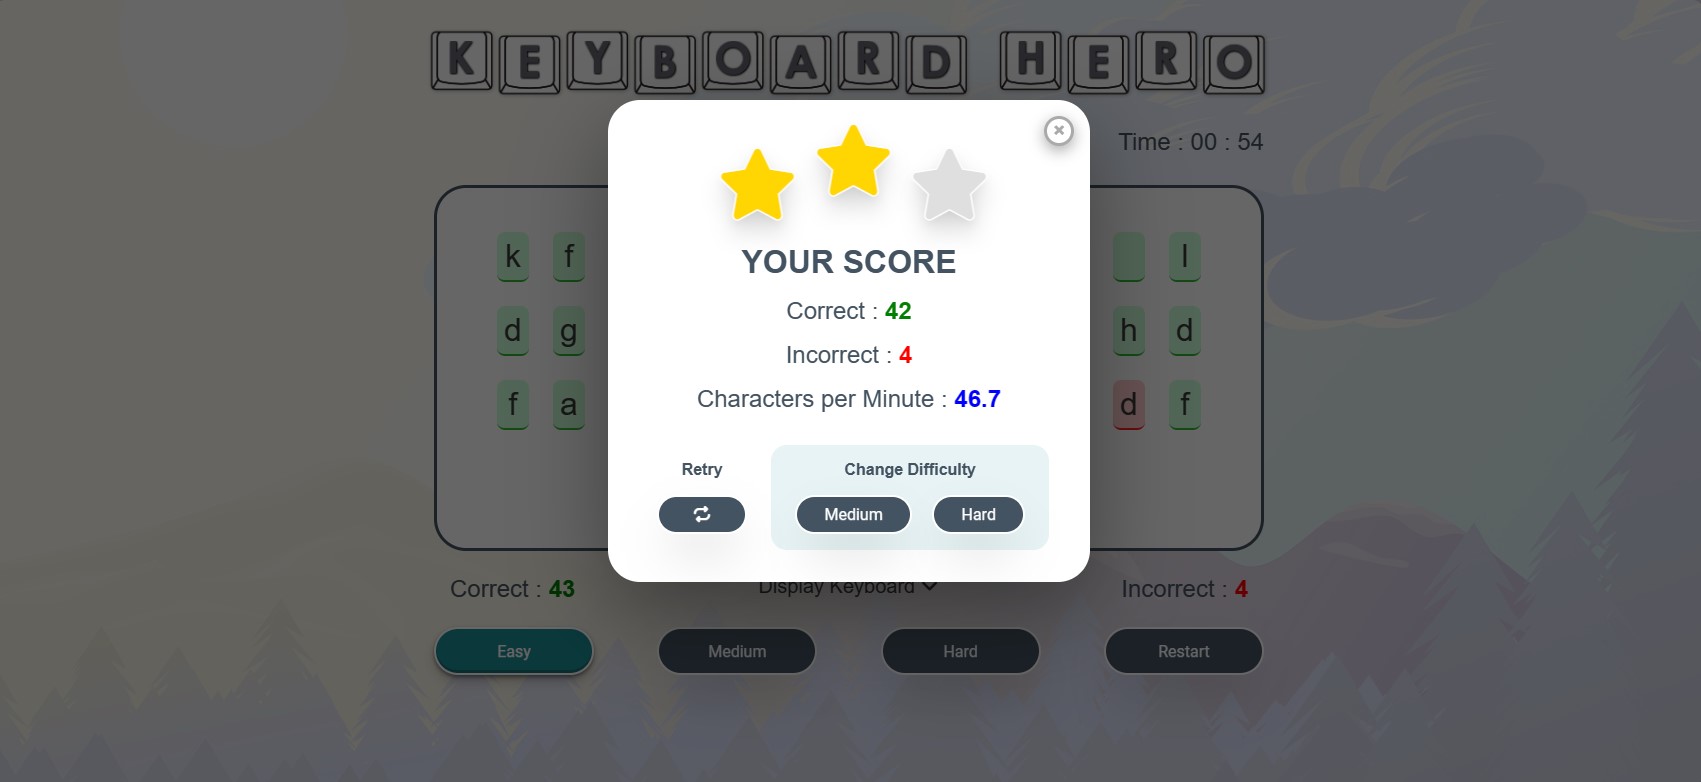 KEYBOARD HERO
Time : 00 : 54
YOUR SCORE
Correct : 42
Incorrect : 4
Characters per Minute : 46.7
k f l
d g h d
f a d f
Retry
Change Difficulty
Medium Hard
Correct : 43
Display Keyboard
Incorrect : 4
Easy Medium Hard Restart